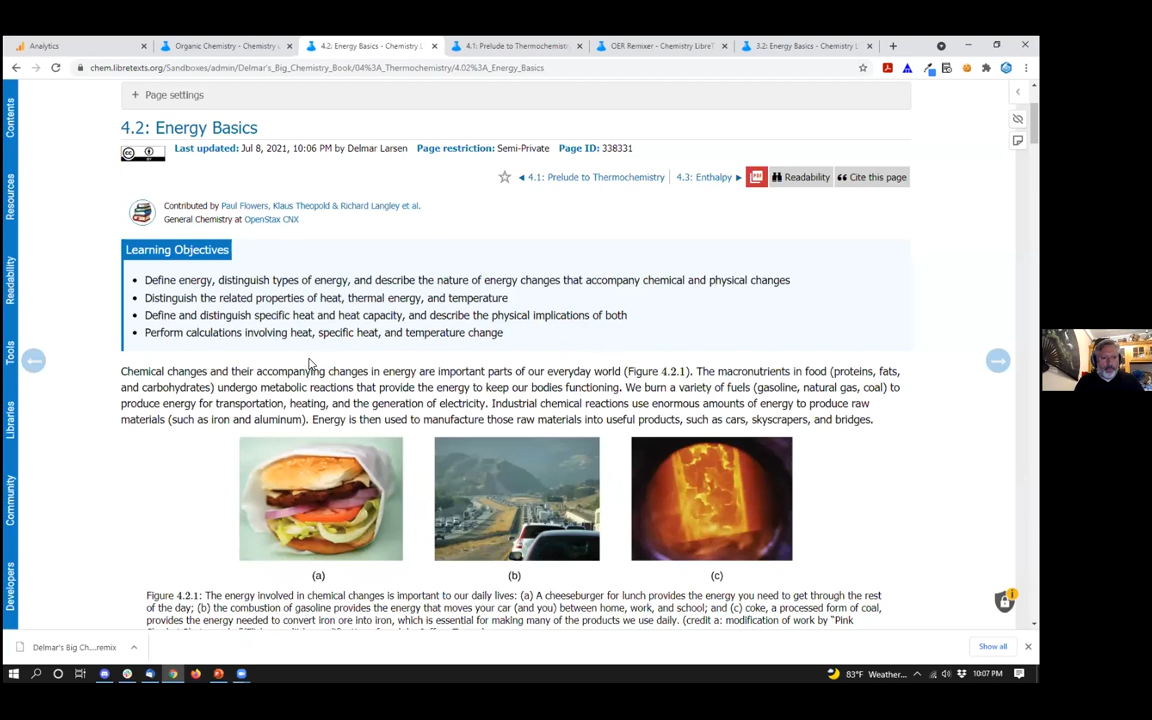 Analytics
Organic Chemistry - Chemistry
4.2: Energy Basics - Chemistry L
4.1: Prelude to Thermochemist
OER Remixer - Chemistry LibreT
3.2: Energy Basics - Chemistry L
chem.libretexts.org/Sandboxes/admin/Delmar's_Big_Chemistry_Book/04%3A_Thermochemistry/4.02%3A_Energy_Basics
+ Page settings
4.2: Energy Basics
Last updated: Jul 8, 2021, 10:06 PM by Delmar Larsen Page restriction: Semi-Private Page ID: 338331
◄ 4.1: Prelude to Thermochemistry | 4.3: Enthalpy ► PDF Readability Cite this page
Contributed by Paul Flowers, Klaus Theopold & Richard Langley et al.
General Chemistry at OpenStax CNX
Learning Objectives
• Define energy, distinguish types of energy, and describe the nature of energy changes that accompany chemical and physical changes
• Distinguish the related properties of heat, thermal energy, and temperature
• Define and distinguish specific heat and heat capacity, and describe the physical implications of both
• Perform calculations involving heat, specific heat, and temperature change
Chemical changes and their accompanying changes in energy are important parts of our everyday world (Figure 4.2.1). The macronutrients in food (proteins, fats,
and carbohydrates) undergo metabolic reactions that provide the energy to keep our bodies functioning. We burn a variety of fuels (gasoline, natural gas, coal) to
produce energy for transportation, heating, and the generation of electricity. Industrial chemical reactions use enormous amounts of energy to produce raw
materials (such as iron and aluminum). Energy is then used to manufacture those raw materials into useful products, such as cars, skyscrapers, and bridges.
(a) (b) (c)
Figure 4.2.1: The energy involved in chemical changes is important to our daily lives: (a) A cheeseburger for lunch provides the energy you need to get through the rest
of the day; (b) the combustion of gasoline provides the energy that moves your car (and you) between home, work, and school; and (c) coke, a processed form of coal,
provides the energy needed to convert iron ore into iron, which is essential for making many of the products we use daily. (credit a: modification of work by "Pink
Contents
Resources
Readability
Tools
Libraries
Community
Developers
Delmar's Big Ch....remix
Show all
83°F Weather...
10:07 PM